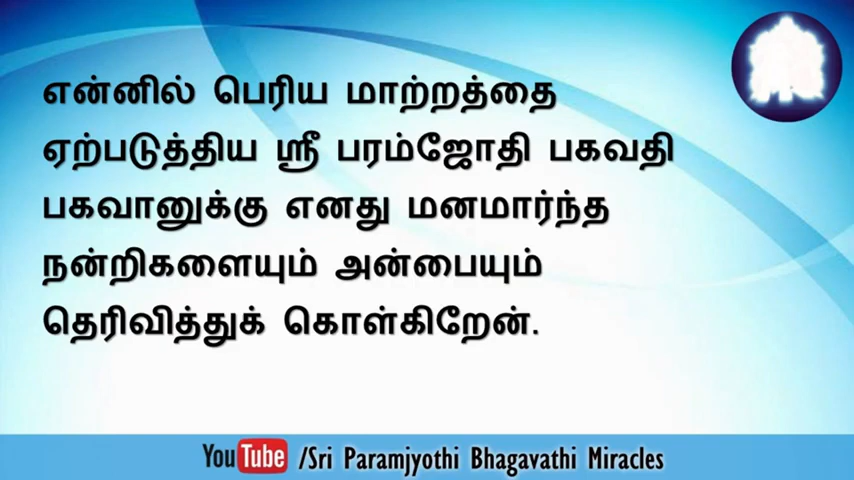 என்னில் பெரிய மாற்றத்தை
ஏற்படுத்திய ஸ்ரீ பரம்ஜோதி பகவதி
பகவானுக்கு எனது மனமார்ந்த
நன்றிகளையும் அன்பையும்
தெரிவித்துக் கொள்கிறேன்.
YouTube /Sri Paramjyothi Bhagavathi Miracles